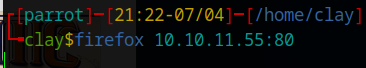 [parrot]─[21:22-07/04]─[/home/clay]
clay$firefox 10.10.11.55:80